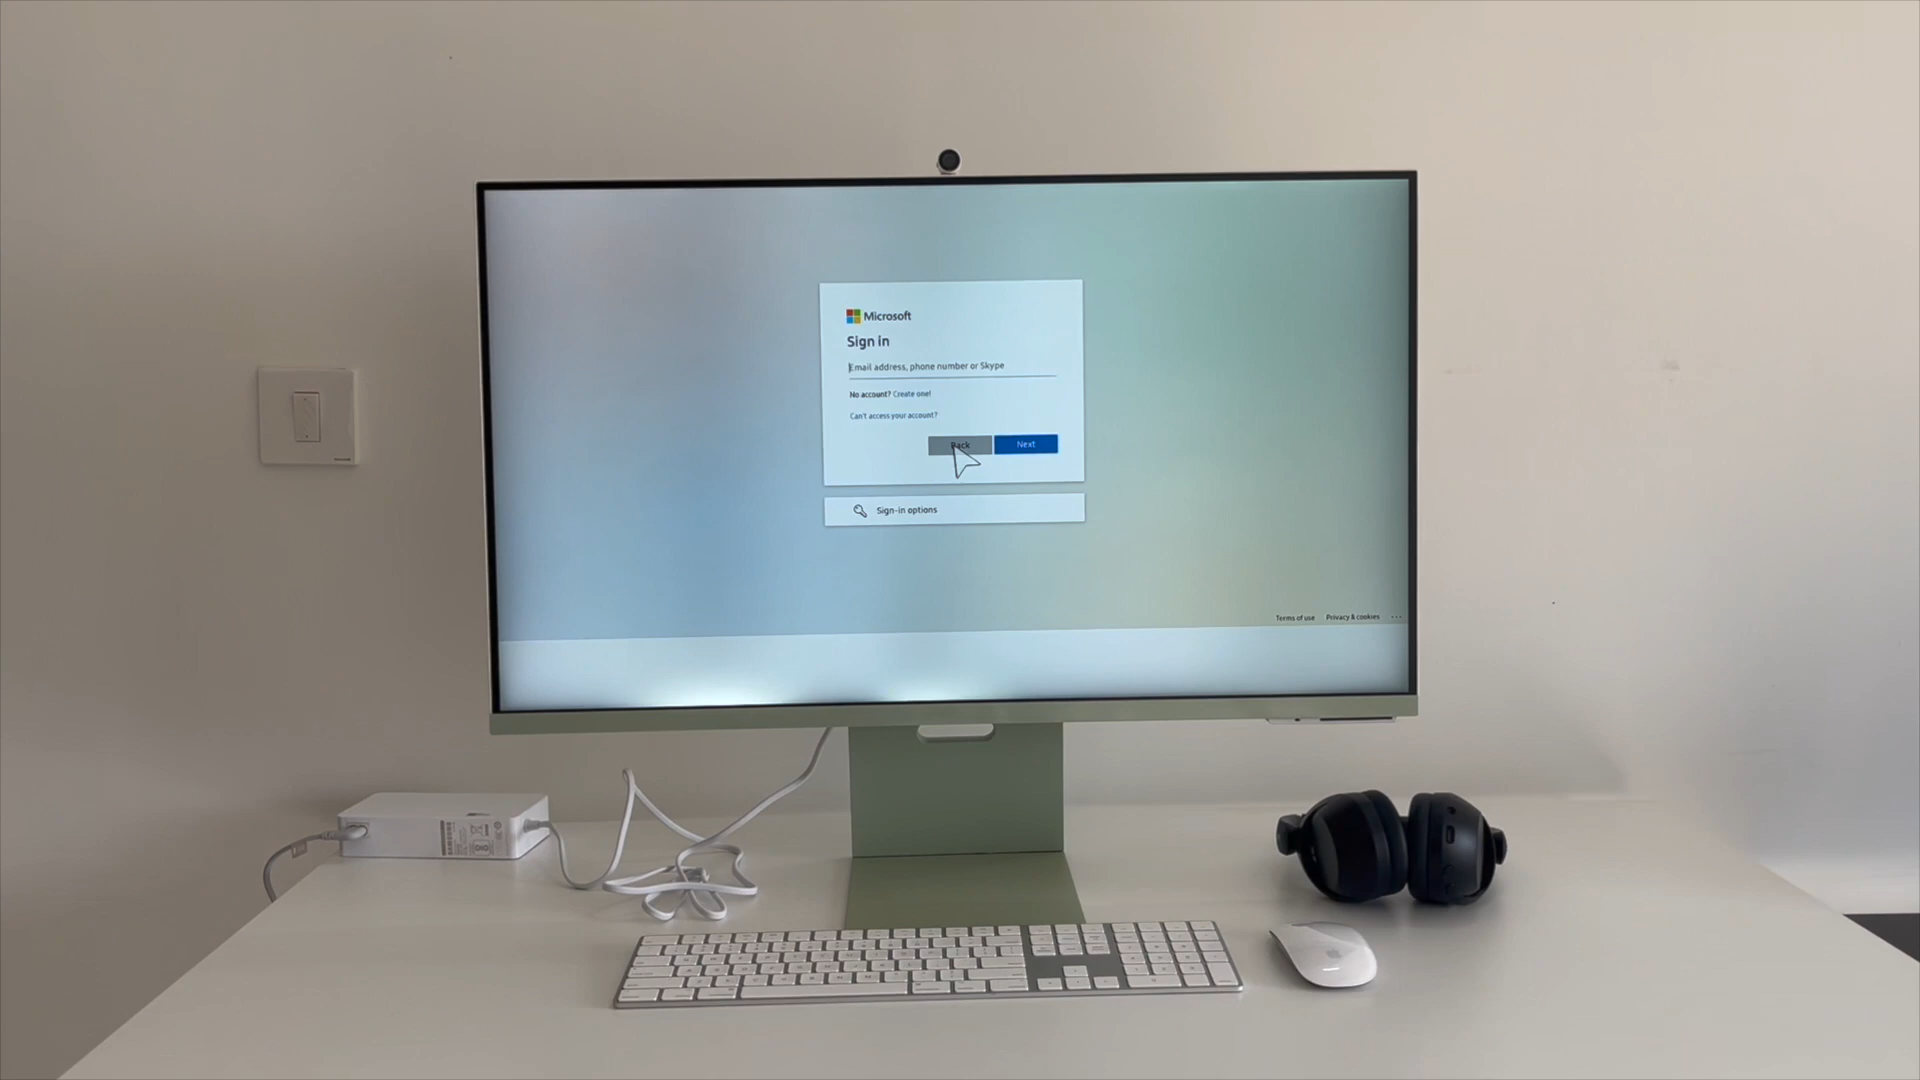 Microsoft
Sign in
Email address, phone number or Skype
No account? Create one!
Can't access your account?
Back
Next
Sign-in options
Terms of use
Privacy & cookies